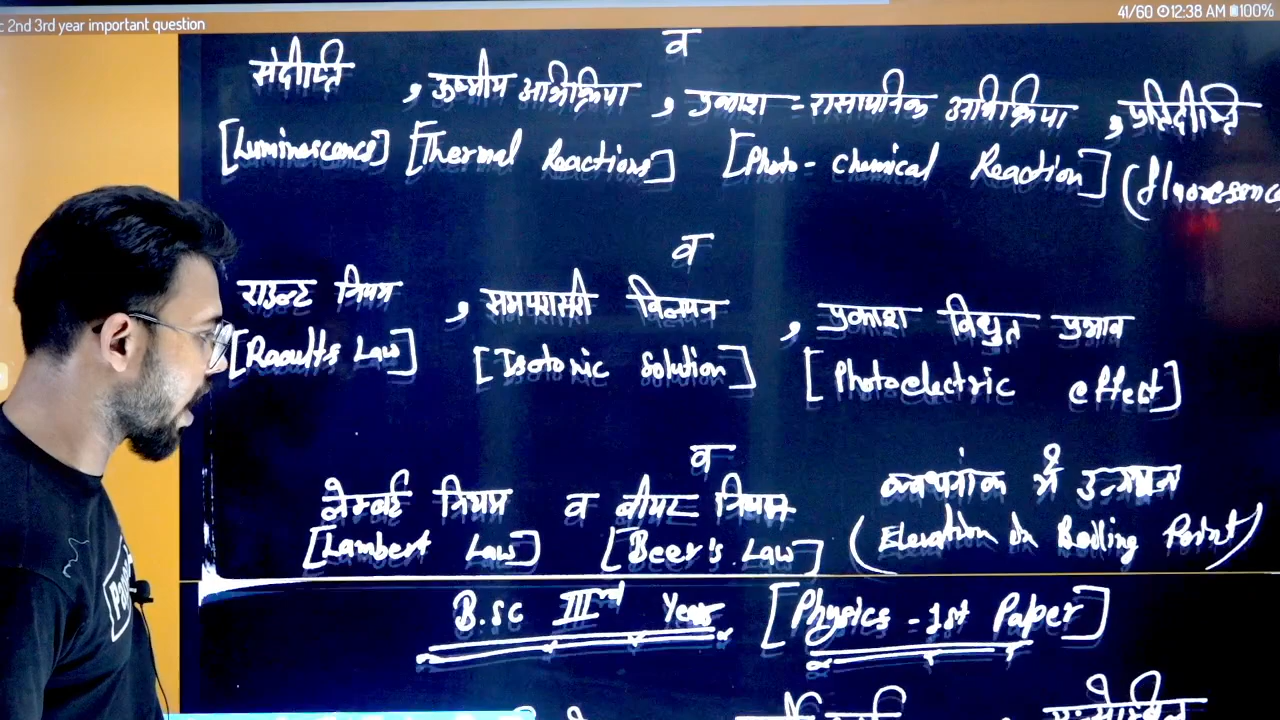 c 2nd 3rd year important question
41/60 12:38 AM 100%
व
संदीप्ति , ऊष्मीय अभिक्रिया , प्रकाश - रासायनिक अभिक्रिया , प्रतिदीप्ति
[Luminescence] [Thermal Reactions] [Photo - chemical Reaction] (fluoressence
व
राउल्ट नियम , समपरासरी विलयन , प्रकाश विधुत प्रभाव
[Raoult's Law] [Isotonic Solution] [Photoelectric effect]
व
लैम्बर्ट नियम व बीयर नियम क्वथनांक में उन्नयन
[Lambert Law] [Beer's Law] (Elevation in Boiling Point)
B.sc IIIrd Year [Physics - 1st Paper]